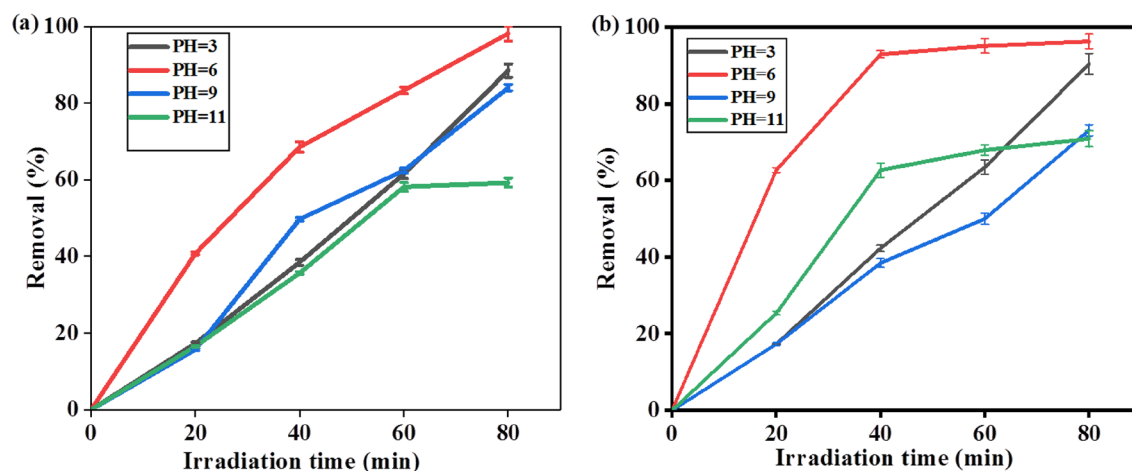 (a)
100
80
60
40
20
0
Removal (%)
PH=3
PH=6
PH=9
PH=11
0 20 40 60 80
Irradiation time (min)
(b)
100
80
60
40
20
0
Removal (%)
PH=3
PH=6
PH=9
PH=11
0 20 40 60 80
Irradiation time (min)